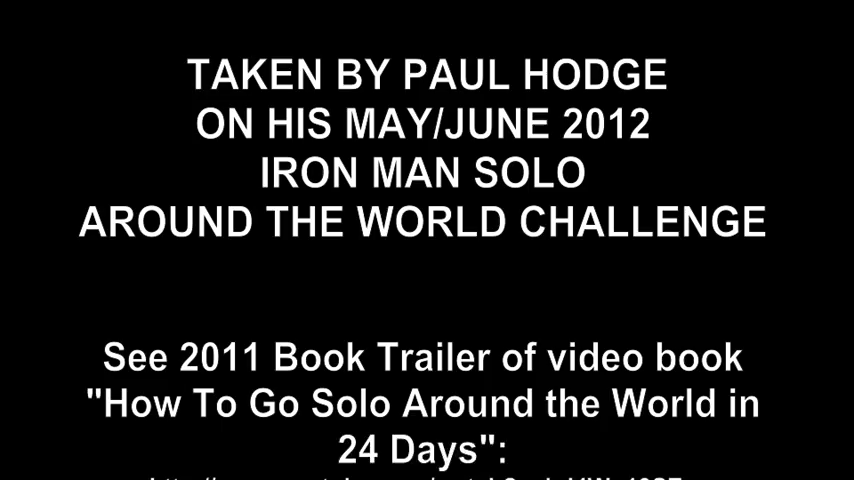 TAKEN BY PAUL HODGE
ON HIS MAY/JUNE 2012
IRON MAN SOLO
AROUND THE WORLD CHALLENGE
See 2011 Book Trailer of video book
"How To Go Solo Around the World in
24 Days":